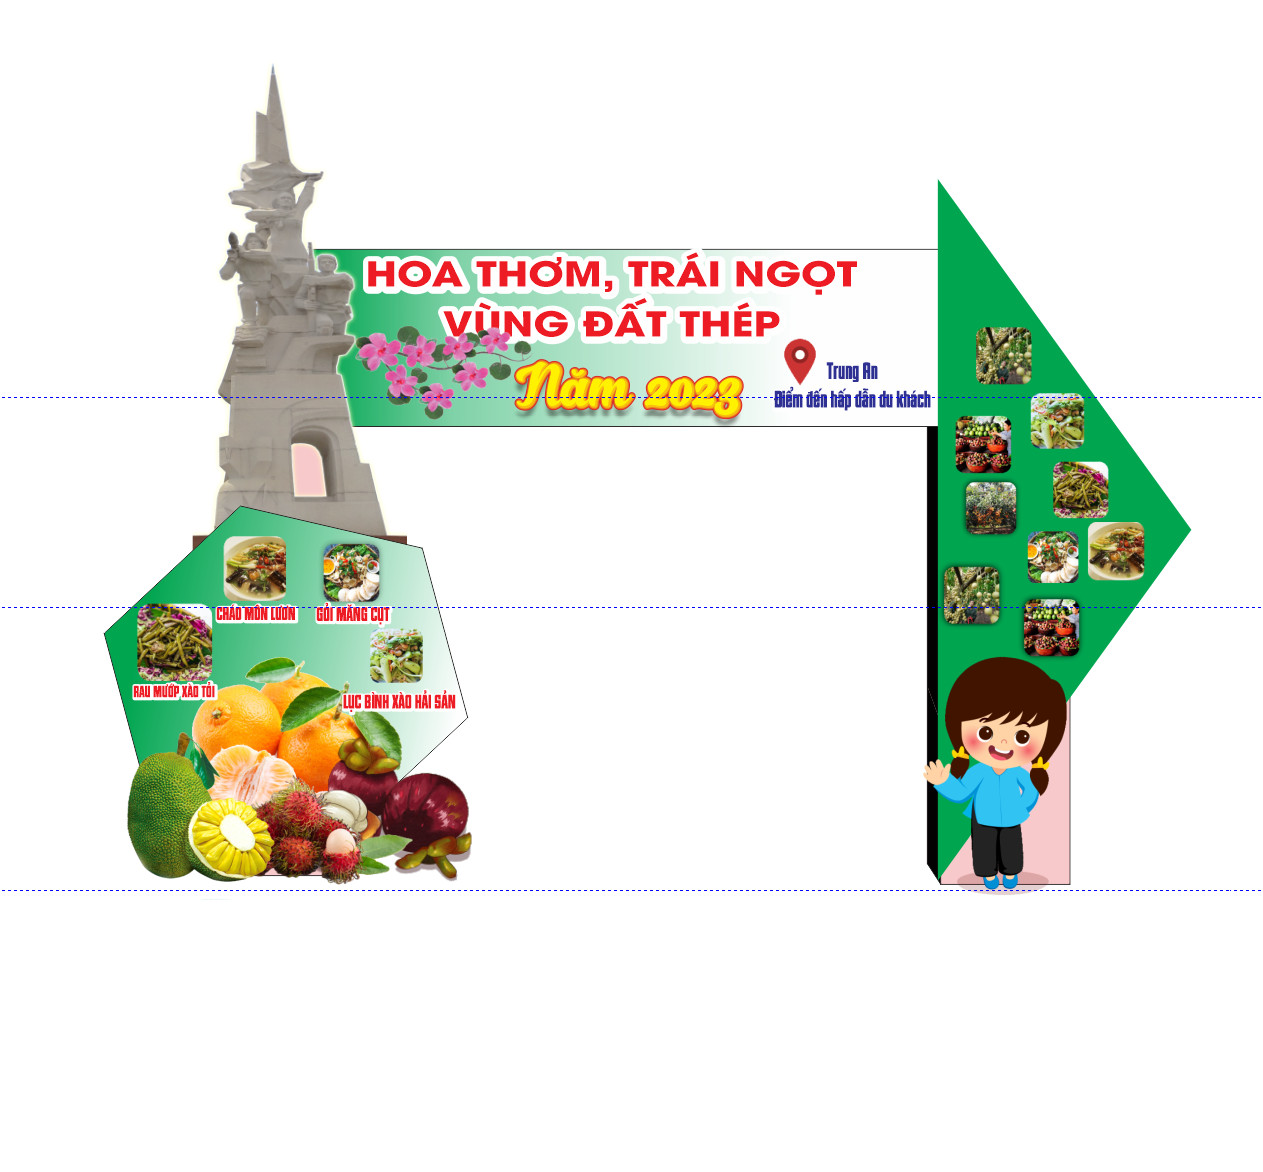 HOA THƠM, TRÁI NGỌT
VÙNG ĐẤT THÉP
Năm 2023
Trung An
Điểm đến hấp dẫn du khách
CHÁO MÔN LƯƠN
GỎI MĂNG CỤT
RAU MƯỚP XÀO TỎI
LỤC BÌNH XÀO HẢI SẢN